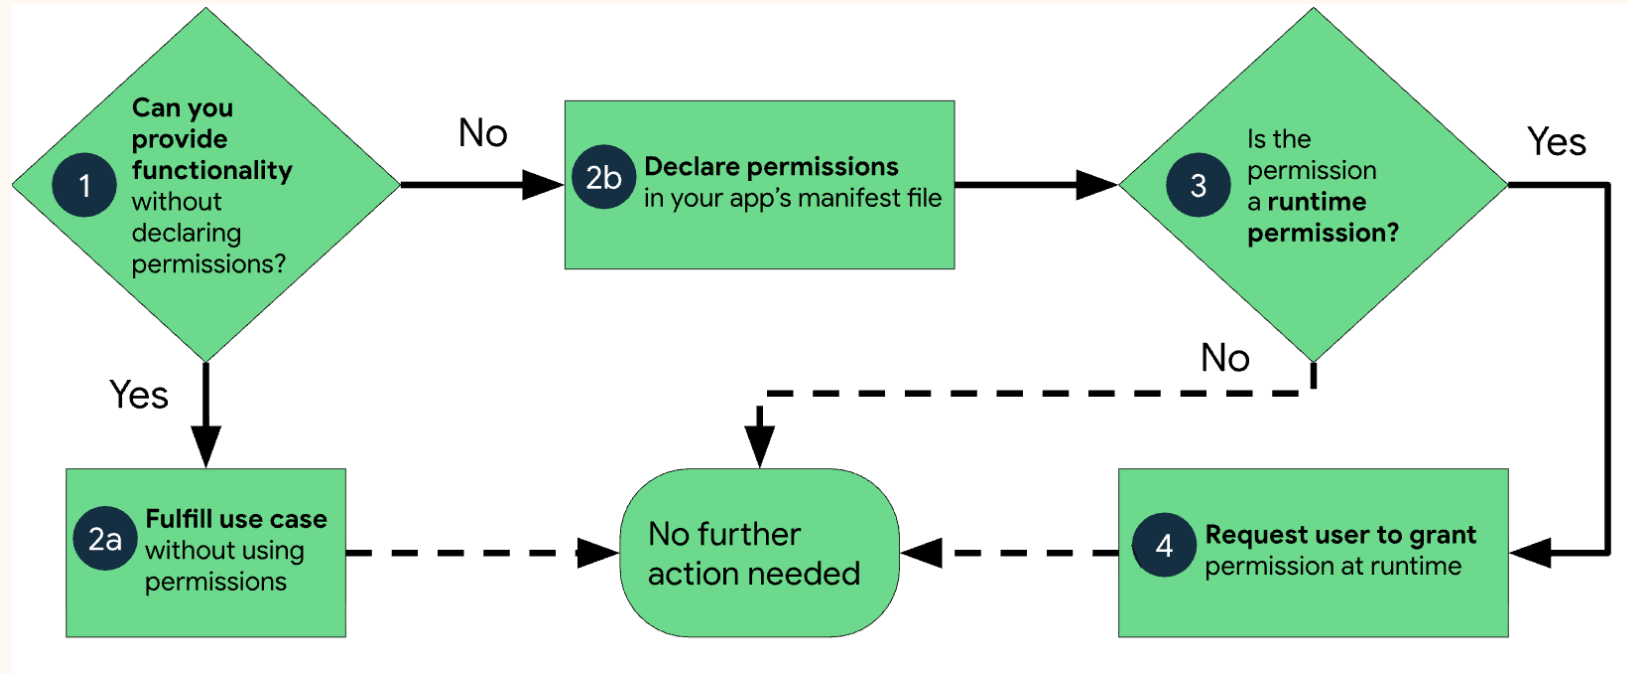 1
Can you
provide
functionality
without
declaring
permissions?
No
2b
Declare permissions
in your app's manifest file
3
Is the
permission
a runtime
permission?
Yes
Yes
No
2a
Fulfill use case
without using
permissions
No further
action needed
4
Request user to grant
permission at runtime